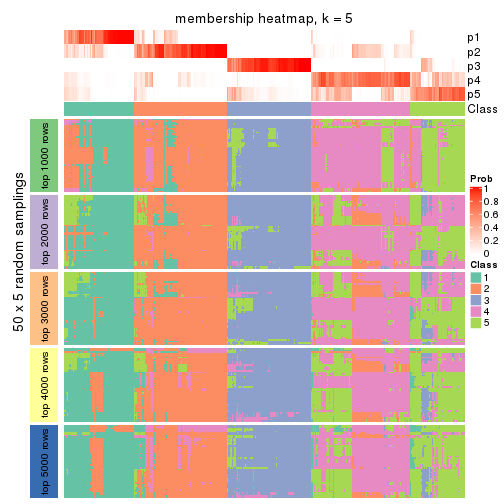 membership heatmap, k = 5
p1
p2
p3
p4
p5
Class
50 x 5 random samplings
top 1000 rows
top 2000 rows
top 3000 rows
top 4000 rows
top 5000 rows
Prob
1
0.8
0.6
0.4
0.2
0
Class
1
2
3
4
5